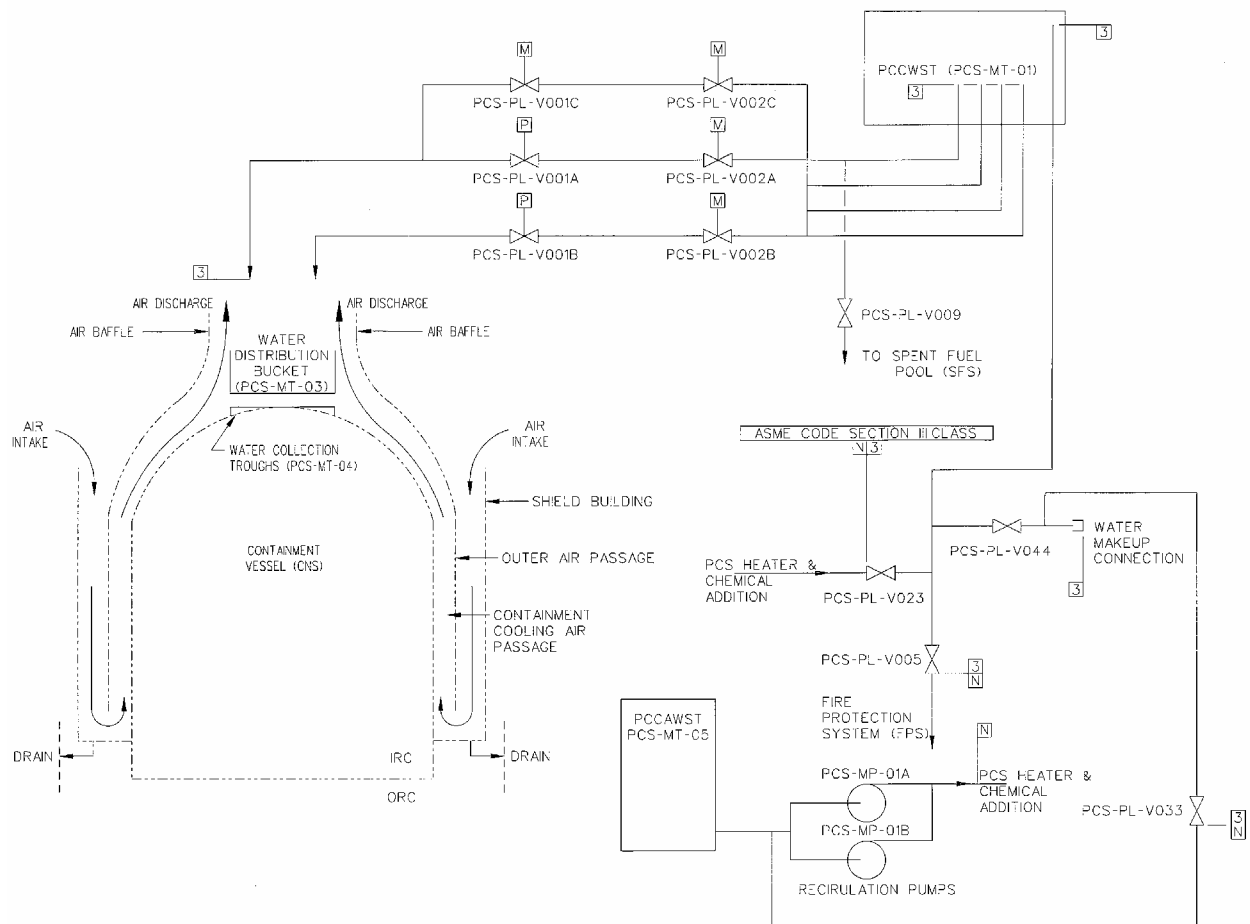 M
M
PCS-PL-V001C
PCS-PL-V002C
P
M
PCS-PL-V001A
PCS-PL-V002A
P
M
PCS-PL-V001B
PCS-PL-V002B
PCCWST (PCS-MT-01)
3
3
PCS-PL-V009
TO SPENT FUEL
POOL (SFS)
3
AIR DISCHARGE
AIR DISCHARGE
AIR BAFFLE
AIR BAFFLE
WATER
DISTRIBUTION
BUCKET
(PCS-MT-03)
AIR
INTAKE
AIR
INTAKE
WATER COLLECTION
TROUGHS (PCS-MT-04)
SHIELD BUILDING
CONTAINMENT
VESSEL (CNS)
OUTER AIR PASSAGE
CONTAINMENT
COOLING AIR
PASSAGE
DRAIN
DRAIN
IRC
ORC
ASME CODE SECTION III CLASS
N 3
PCS HEATER &
CHEMICAL
ADDITION
PCS-PL-V023
PCS-PL-V044
WATER
MAKEUP
CONNECTION
3
PCS-PL-V005
3
N
FIRE
PROTECTION
SYSTEM (FPS)
PCCAWST
PCS-MT-05
N
PCS-MP-01A
PCS HEATER &
CHEMICAL
ADDITION
PCS-MP-01B
RECIRULATION PUMPS
PCS-PL-V033
3
N